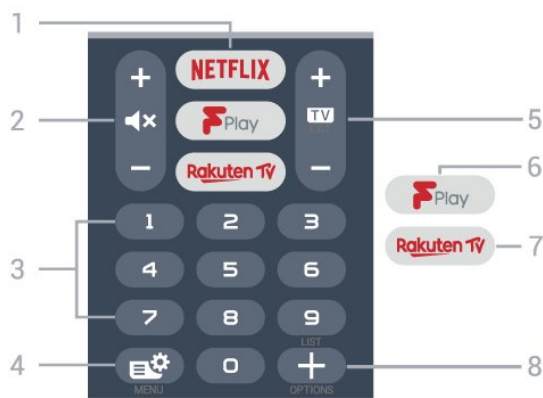 1
NETFLIX
+ +
2
Play
TV
EXIT
5
- -
Rakuten TV
6
Play
1 2 3
Rakuten TV
7
3
4 5 6
7 8 9
LIST
4
0
+
8
MENU
OPTIONS